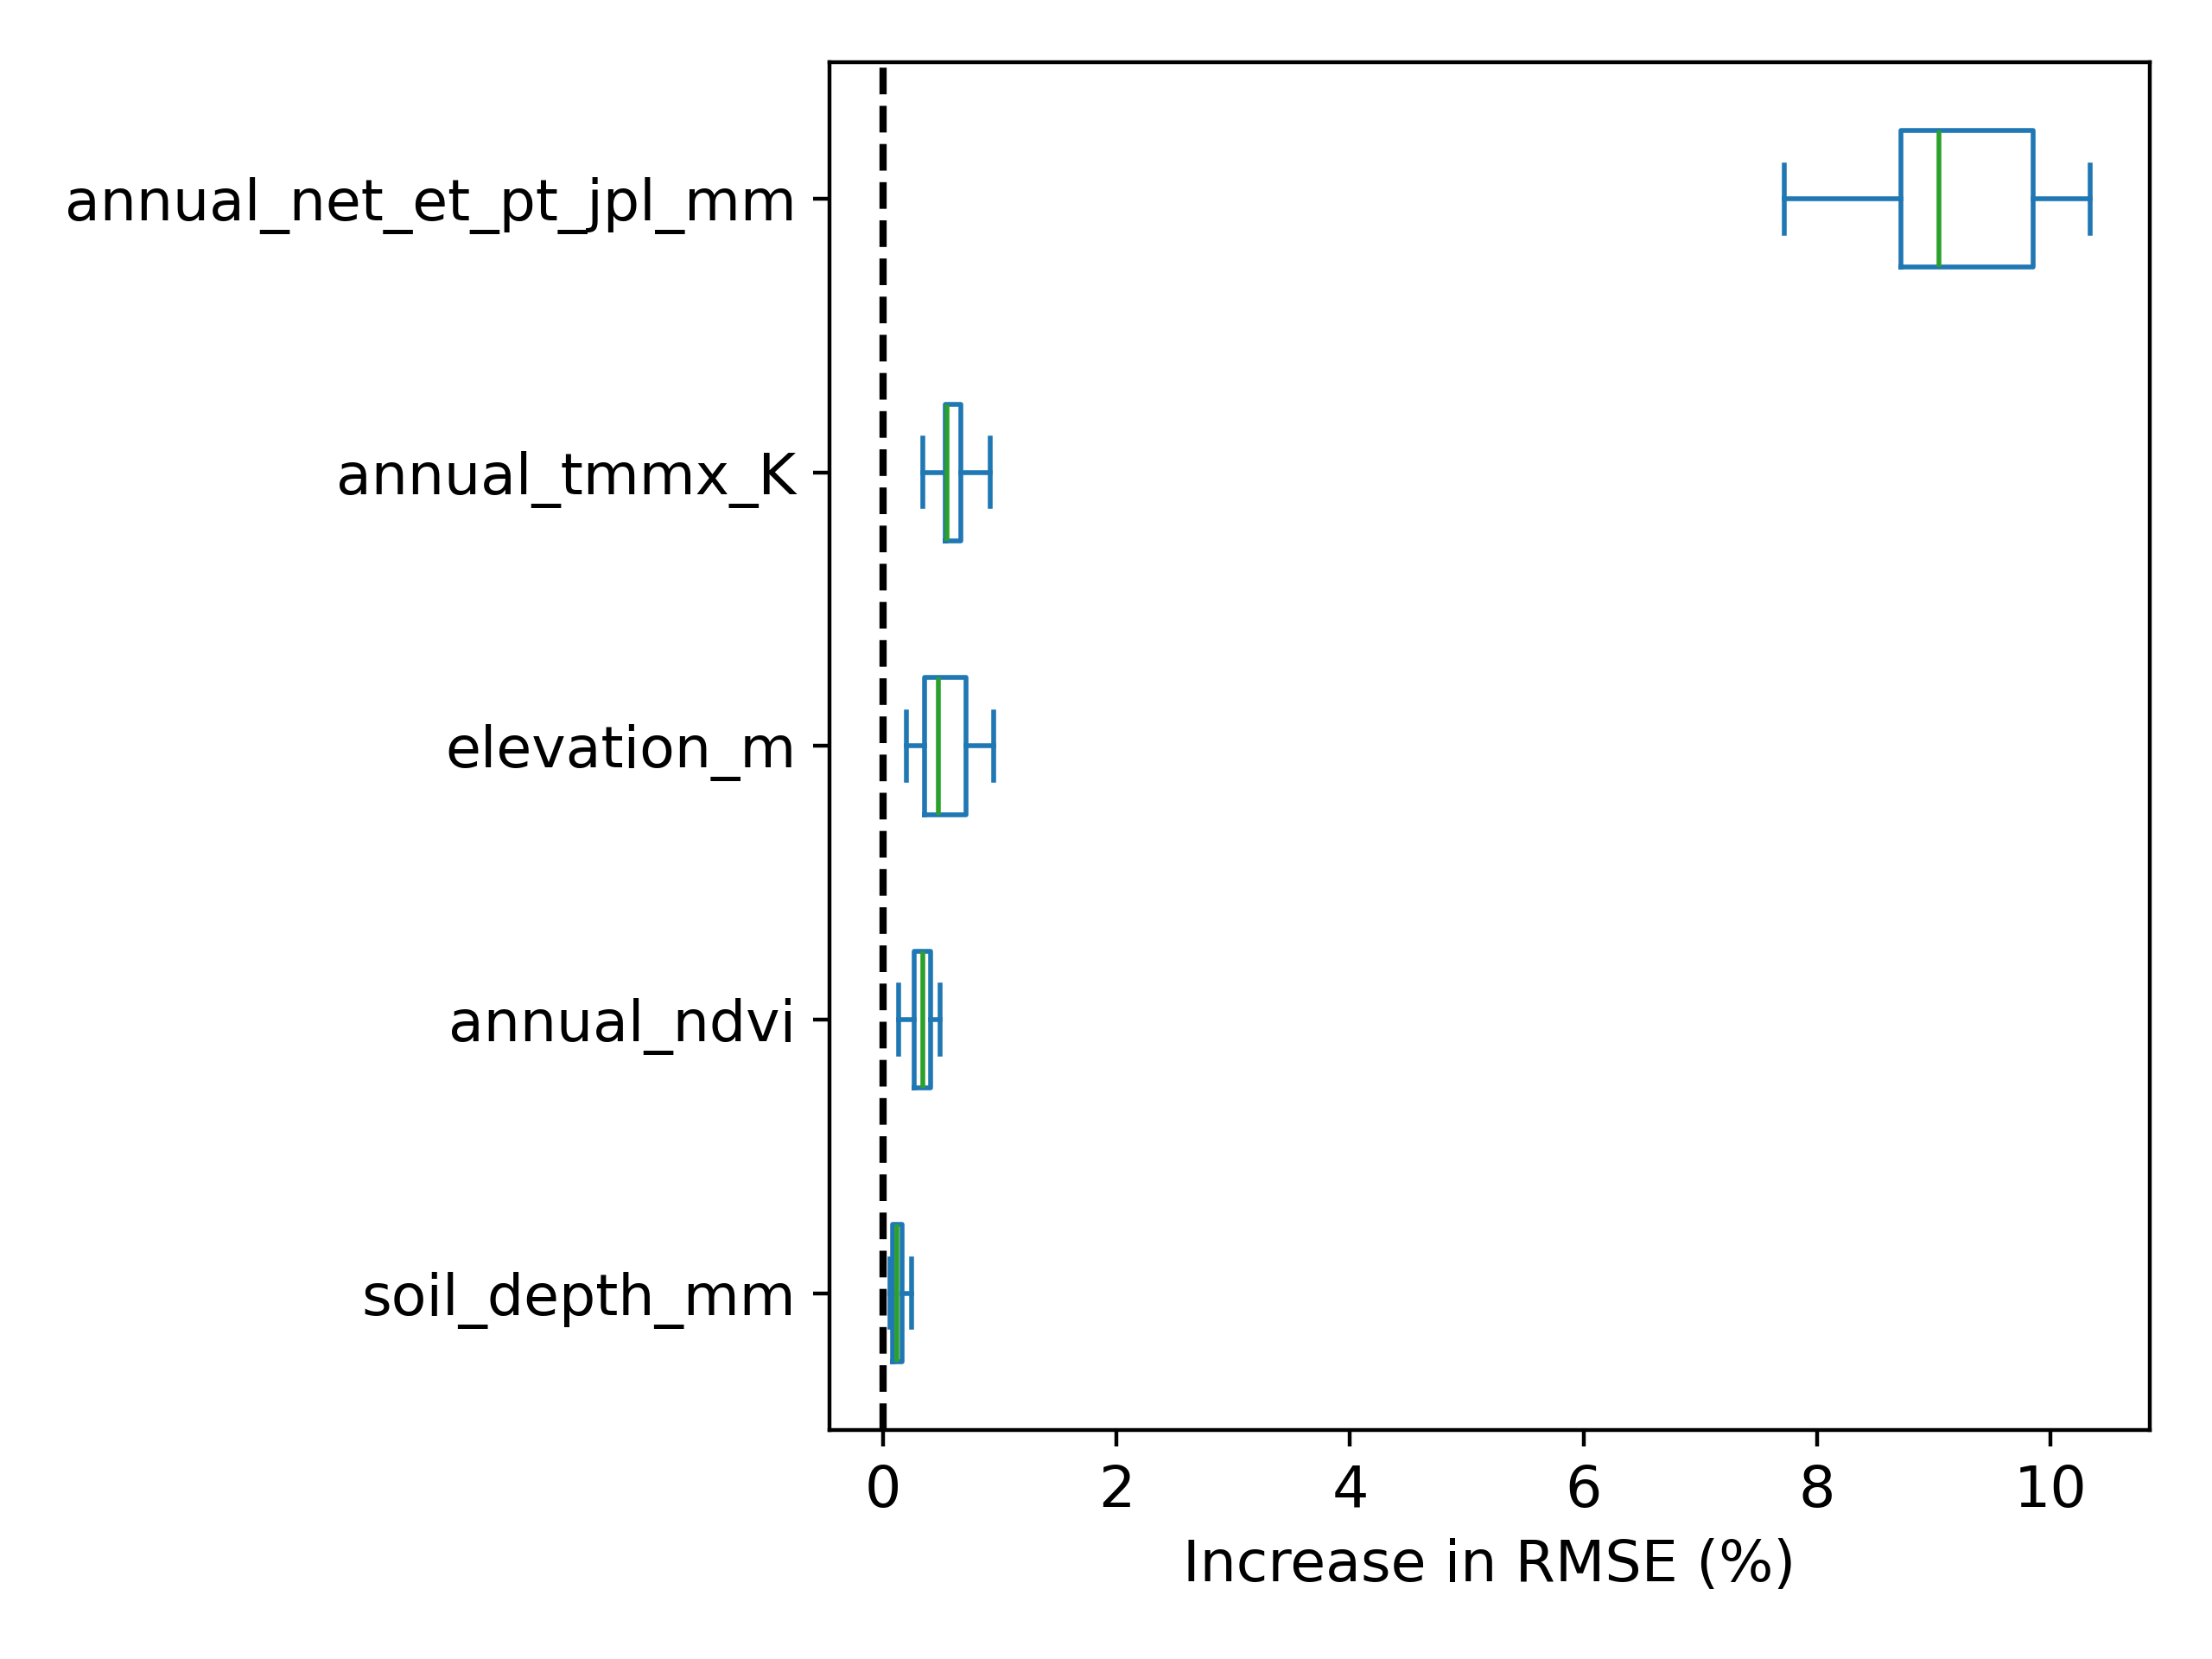 annual_net_et_pt_jpl_mm
annual_tmmx_K
elevation_m
annual_ndvi
soil_depth_mm
0 2 4 6 8 10
Increase in RMSE (%)